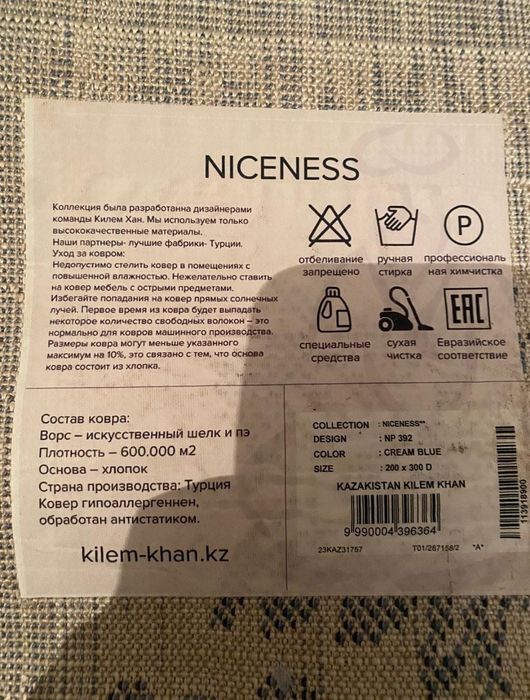 NICENESS
Коллекция была разработанна дизайнерами
команды Килем Хан. Мы используем только
высококачественные материалы.
Наши партнеры- лучшие фабрики- Турции.
Уход за ковром:
Недопустимо стелить ковер в помещениях с
повышенной влажностью. Нежелательно ставить
на ковер мебель с острыми предметами.
Избегайте попадания на ковер прямых солнечных
лучей. Первое время из ковра будет выпадать
некоторое количество свободных волокон – это
нормально для ковров машинного производства.
Размеры ковра могут меньше указанного
максимум на 10%, это связано с тем, что основа
ковра состоит из хлопка.
отбеливание
запрещено
ручная
стирка
P
профессиональ
ная химчистка
специальные
средства
сухая
чистка
EAC
Евразийское
соответствие
Состав ковра:
Ворс – искусственный шелк и пэ
Плотность – 600.000 м2
Основа – хлопок
Страна производства: Турция
Ковер гипоаллергеннен,
обработан антистатиком.
kilem-khan.kz
COLLECTION : NICENESS**
DESIGN : NP 392
COLOR : CREAM BLUE
SIZE : 200 x 300 D
KAZAKISTAN KILEM KHAN
9 990004 396364
23KAZ31757 T01/287158/2 *A*
113918900